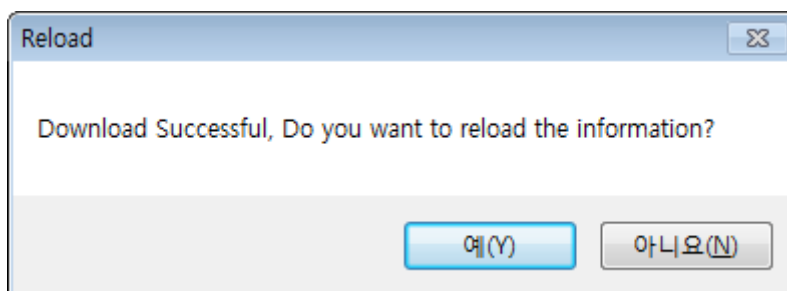 Reload
Download Successful, Do you want to reload the information?
예(Y)
아니요(N)